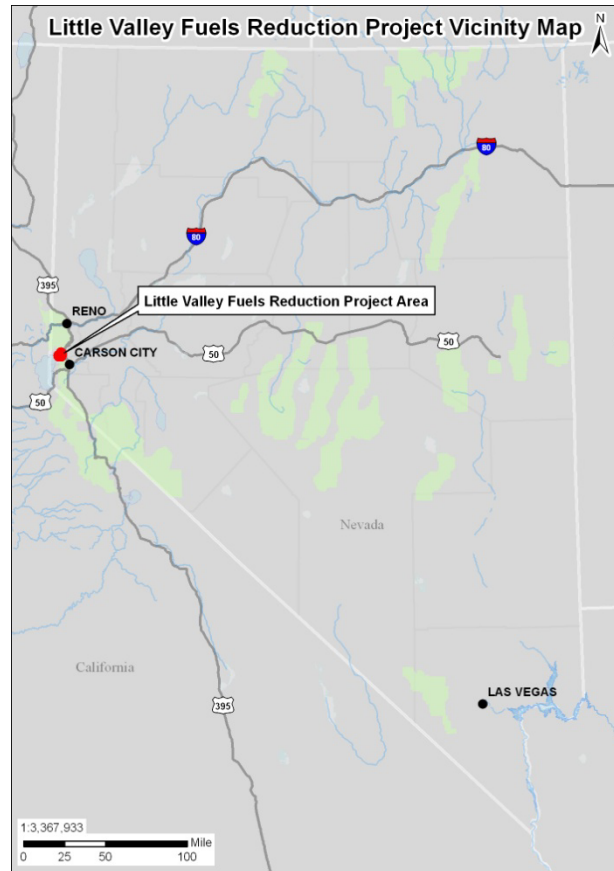 Little Valley Fuels Reduction Project Vicinity Map
N
80
80
395
Little Valley Fuels Reduction Project Area
RENO
50
50
CARSON CITY
50
Nevada
California
LAS VEGAS
395
1:3,367,933
Mile
0 25 50 100